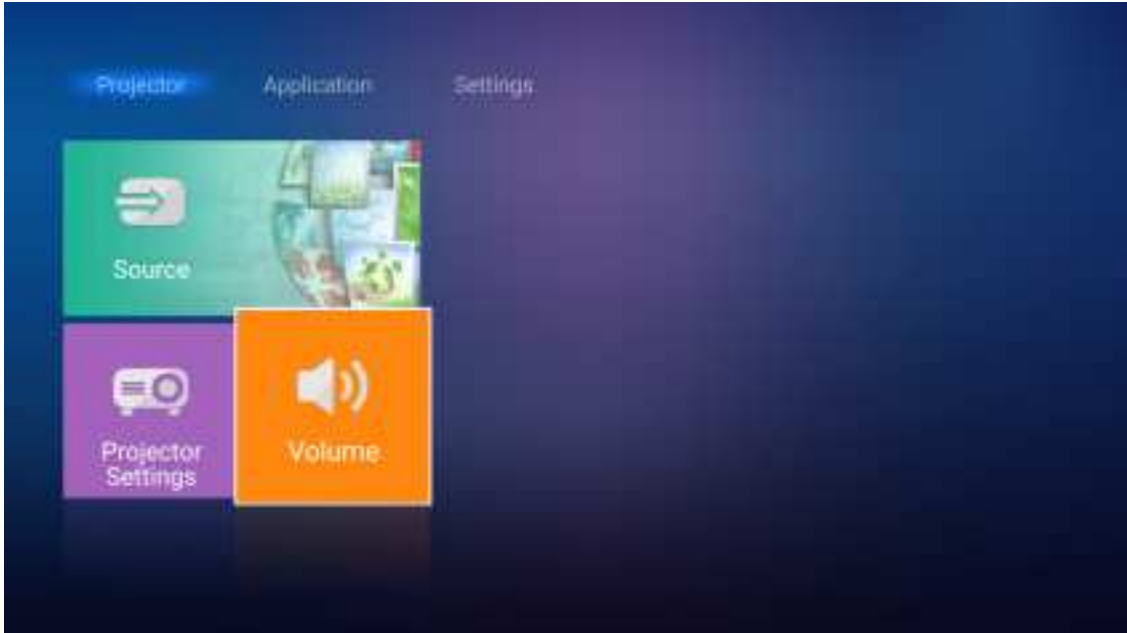 Projector Application Settings
Source
Projector
Settings
Volume